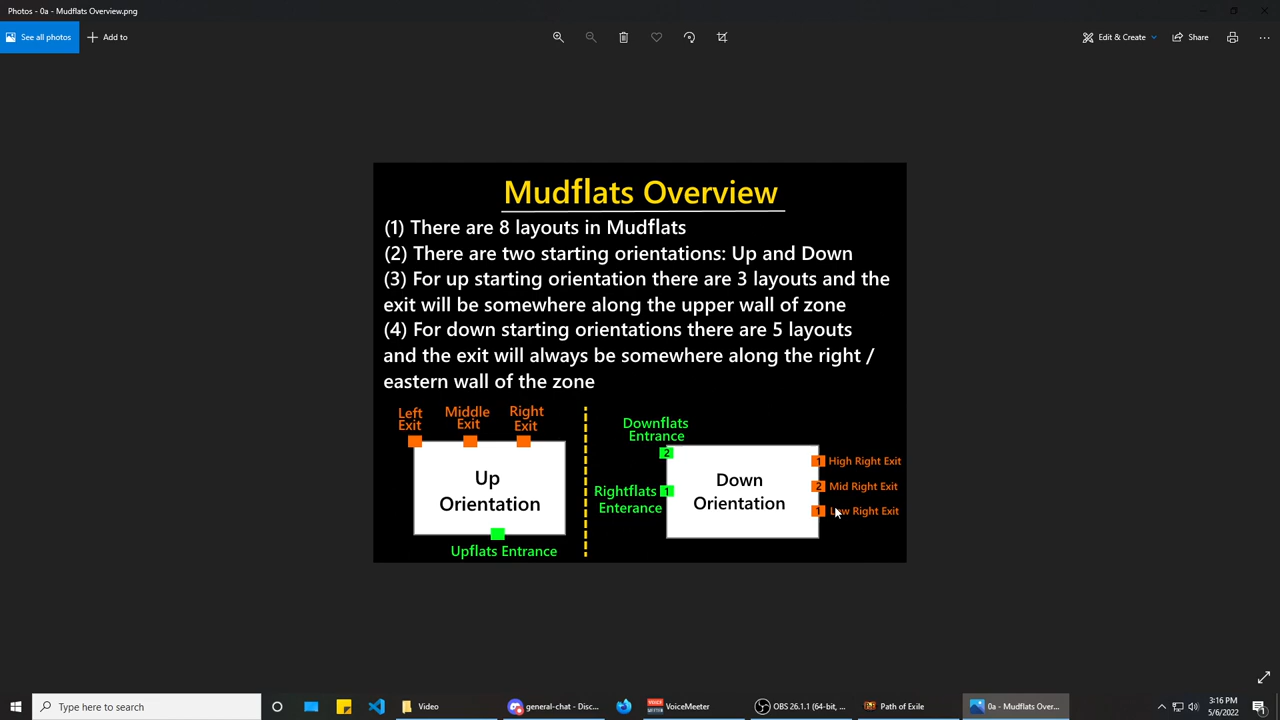 Photos - 0a - Mudflats Overview.png
See all photos
Add to
Edit & Create
Share
Mudflats Overview
(1) There are 8 layouts in Mudflats
(2) There are two starting orientations: Up and Down
(3) For up starting orientation there are 3 layouts and the
exit will be somewhere along the upper wall of zone
(4) For down starting orientations there are 5 layouts
and the exit will always be somewhere along the right /
eastern wall of the zone
Left
Exit
Middle
Exit
Right
Exit
Up
Orientation
Upflats Entrance
Downflats
Entrance
2
Rightflats
Enterance
1
Down
Orientation
1 High Right Exit
2 Mid Right Exit
1 Low Right Exit
Type here to search
Video
general-chat - Disc...
VoiceMeeter
OBS 26.1.1 (64-bit, ...
Path of Exile
0a - Mudflats Over...
3:16 PM
5/6/2022